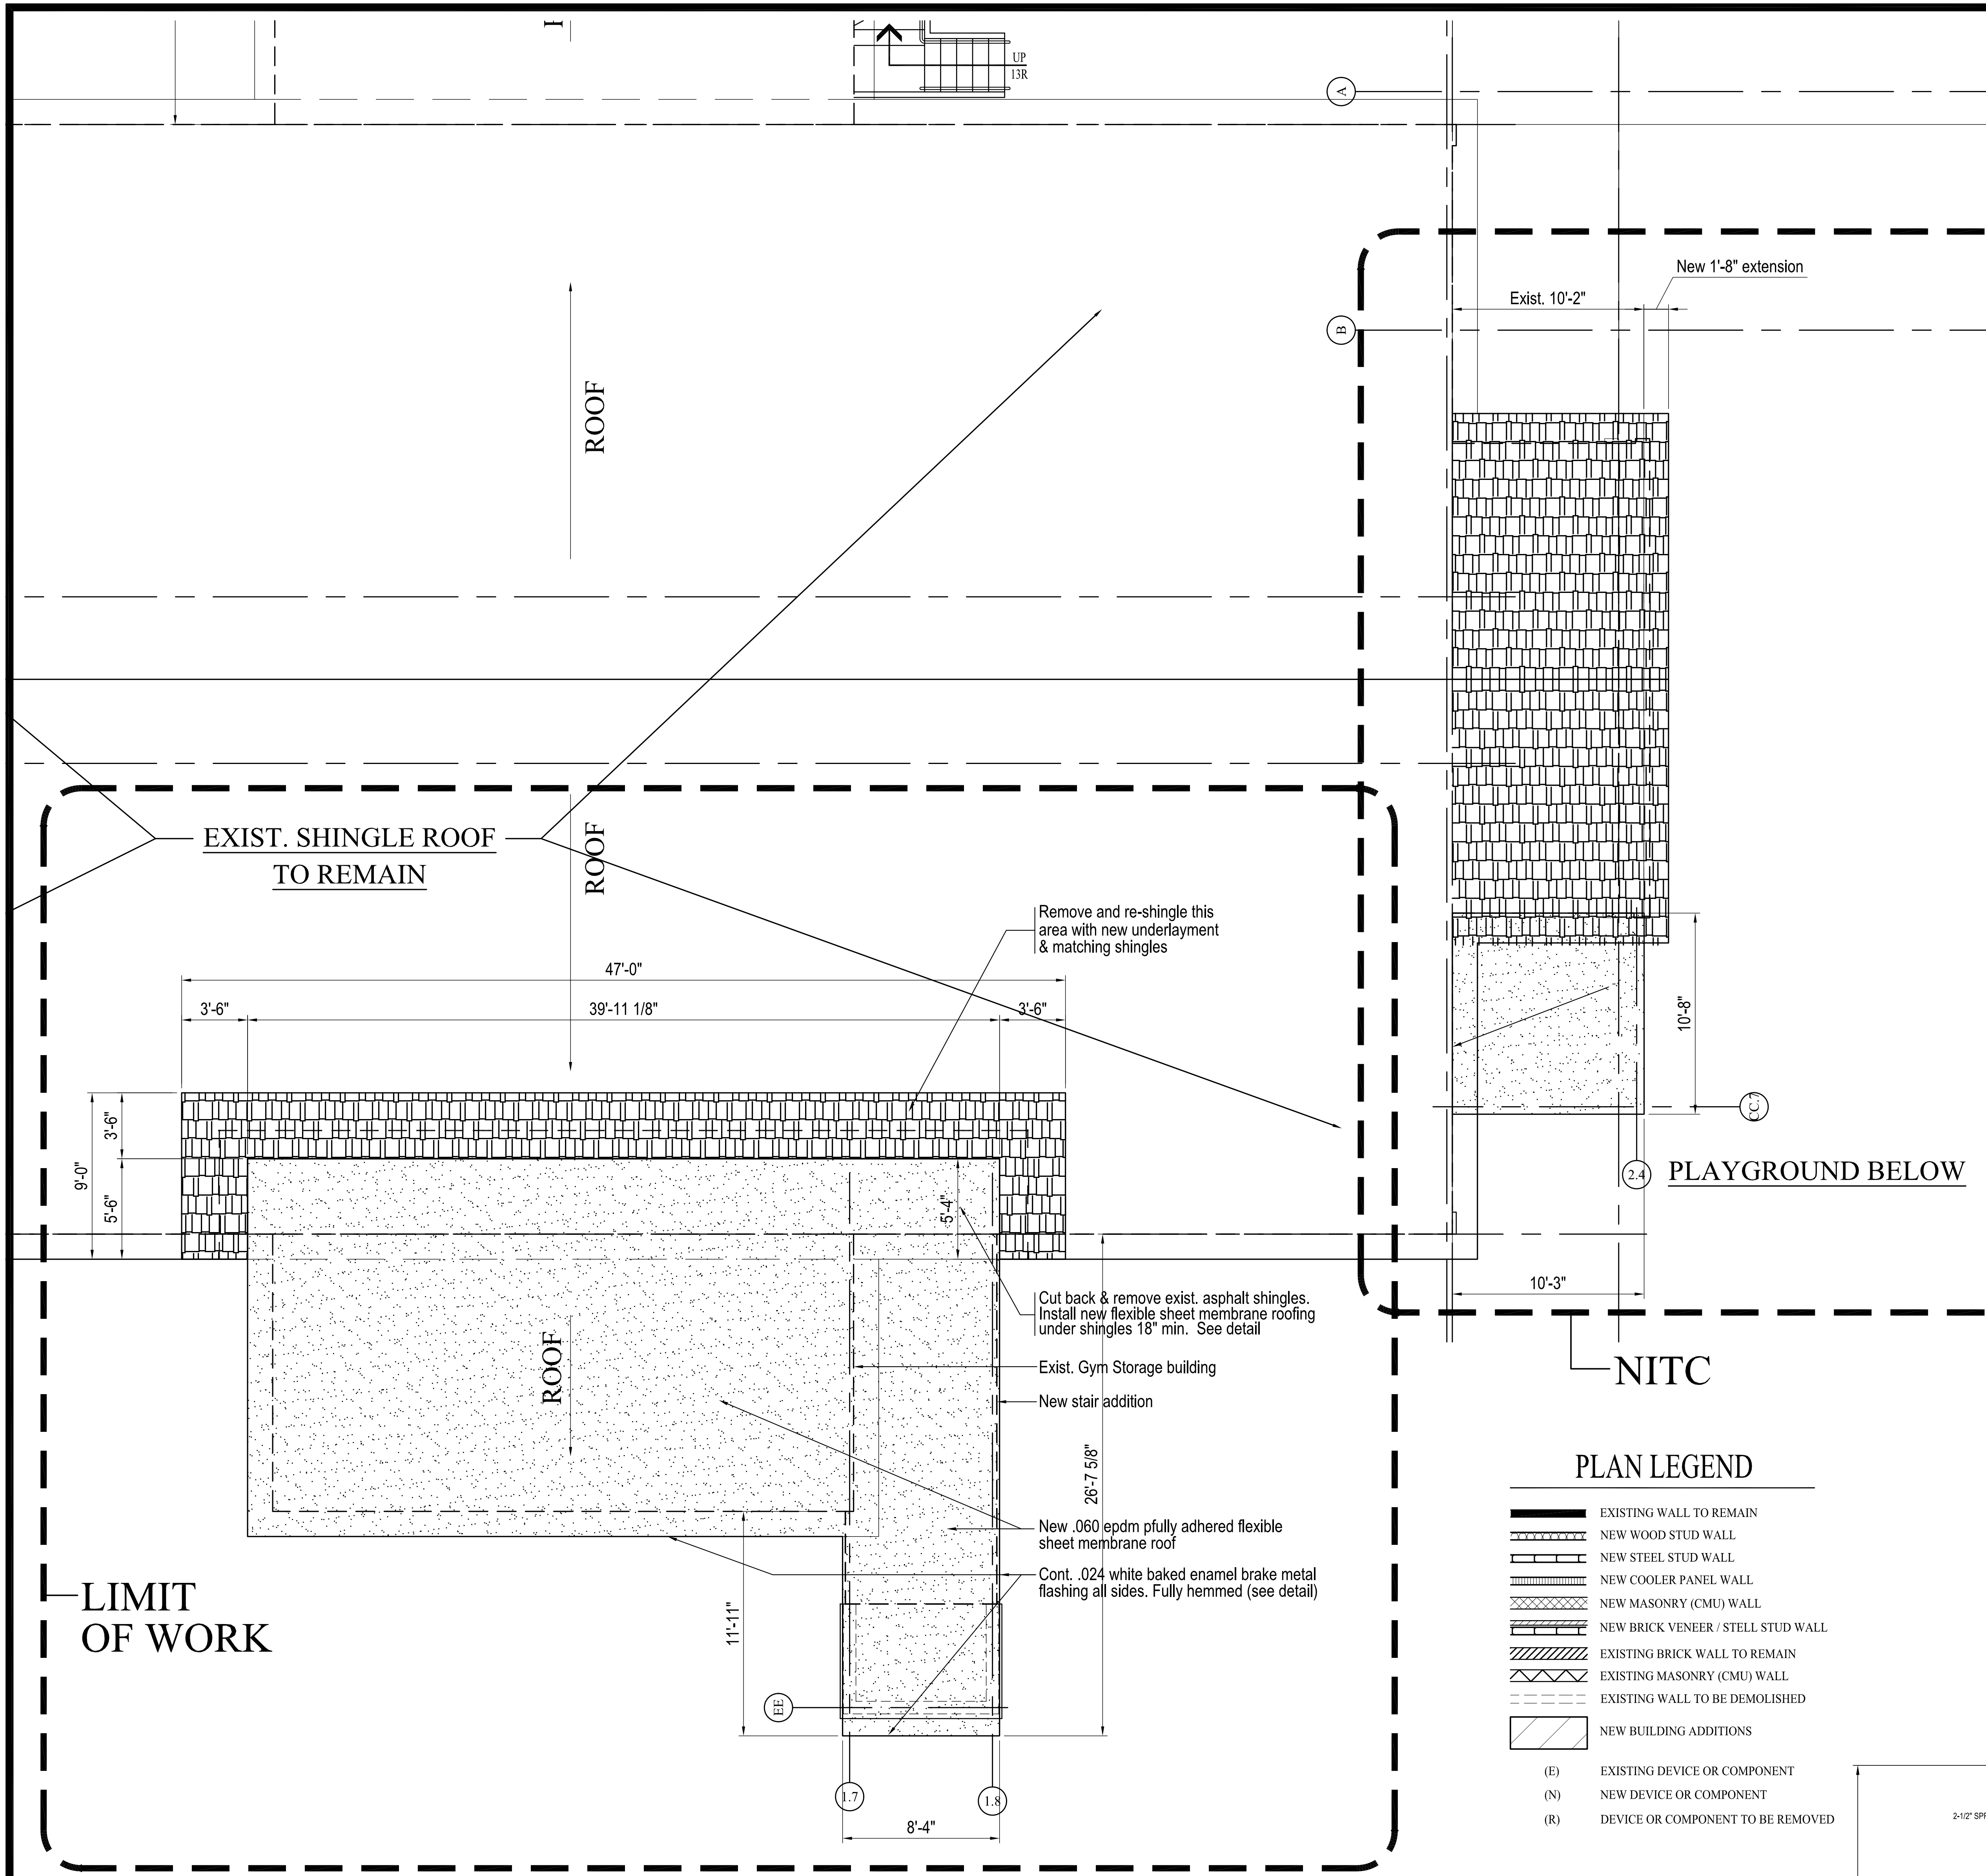 UP
13R
A
New 1'-8" extension
Exist. 10'-2"
B
ROOF
EXIST. SHINGLE ROOF
TO REMAIN
ROOF
Remove and re-shingle this
area with new underlayment
& matching shingles
47'-0"
3'-6"
39'-11 1/8"
3'-6"
10'-8"
CC.7
3'-6"
9'-0"
5'-6"
5'-4"
2.4
PLAYGROUND BELOW
10'-3"
Cut back & remove exist. asphalt shingles.
Install new flexible sheet membrane roofing
under shingles 18" min.  See detail
ROOF
Exist. Gym Storage building
NITC
New stair addition
26'-7 5/8"
New .060 epdm pfully adhered flexible
sheet membrane roof
Cont. .024 white baked enamel brake metal
flashing all sides. Fully hemmed (see detail)
LIMIT
OF WORK
11'-11"
EE
1.7
1.8
8'-4"
PLAN LEGEND
EXISTING WALL TO REMAIN
NEW WOOD STUD WALL
NEW STEEL STUD WALL
NEW COOLER PANEL WALL
NEW MASONRY (CMU) WALL
NEW BRICK VENEER / STELL STUD WALL
EXISTING BRICK WALL TO REMAIN
EXISTING MASONRY (CMU) WALL
EXISTING WALL TO BE DEMOLISHED
NEW BUILDING ADDITIONS
(E) EXISTING DEVICE OR COMPONENT
(N) NEW DEVICE OR COMPONENT
(R) DEVICE OR COMPONENT TO BE REMOVED
2-1/2"